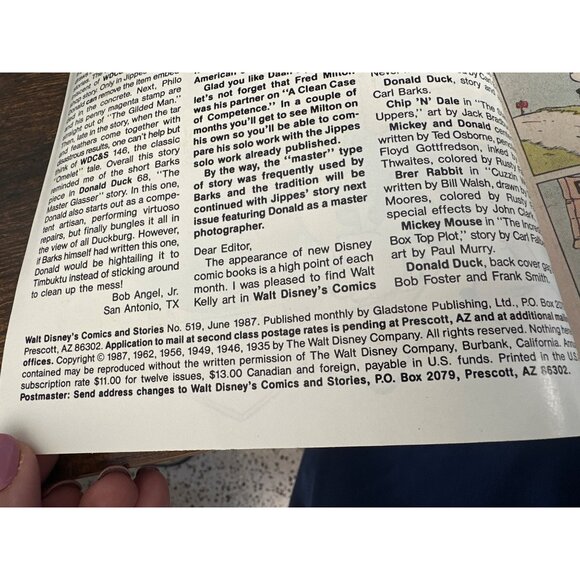 of WDC&S
story. Only in Jippes'
Donald can remove the item embed
ded in the concrete. Next, Philo
and his penny magenta stamp are
right out of "The Gilded Man."
Then, late in the story, when the tar
and feathers come together with
disastrous results, one can't help but
think of WDC&S 146, the classic
"Omelet" tale. Overall this story
reminded me of the short Barks
piece in Donald Duck 68, "The
Master Glasser" story. In this one,
Donald also starts out as a compe-
tent artisan, performing virtuoso
repairs, but finally bungles it all in
the view of all Duckburg. However,
if Barks himself had written this one,
Donald would be hightailing it to
Timbuktu instead of sticking around
to clean up the mess!
Bob Angel, Jr.
San Antonio, TX
American
Glad you like Daan
let's not forget that Fred Milton
was his partner on "A Clean Case
of Competence." In a couple of
months you'll get to see Milton on
his own so you'll be able to com-
pare his solo work with the Jippes
solo work already published.
By the way, the "master" type
of story was frequently used by
Barks and the tradition will be
continued with Jippes' story next
issue featuring Donald as a master
photographer.
Dear Editor,
The appearance of new Disney
comic books is a high point of each
month. I was pleased to find Walt
Kelly art in Walt Disney's Comics
Donald Duck, story and
Carl Barks.
Chip 'N' Dale in "The
Uppers," art by Jack Brad
Mickey and Donald
written by Ted Osborne,
Floyd Gottfredson, inked by
Thwaites, colored by Rusty
Brer Rabbit in "Cuzzin
written by Bill Walsh, drawn
Moores, colored by Rusty
special effects by John Clark
Mickey Mouse in "The Incre
Box Top Plot," story by Carl Fall
art by Paul Murry.
Donald Duck, back cover gag
Bob Foster and Frank Smith,
Walt Disney's Comics and Stories No. 519, June 1987. Published monthly by Gladstone Publishing, Ltd., P.O. Box 207
Prescott, AZ 86302. Application to mail at second class postage rates is pending at Prescott, AZ and at additional mailing
offices. Copyright © 1987, 1962, 1956, 1949, 1946, 1935 by The Walt Disney Company. All rights reserved. Nothing herein
contained may be reproduced without the written permission of The Walt Disney Company, Burbank, California. Annual
subscription rate $11.00 for twelve issues, $13.00 Canadian and foreign, payable in U.S. funds. Printed in the U.S.
Postmaster: Send address changes to Walt Disney's Comics and Stories, P.O. Box 2079, Prescott, AZ 86302.